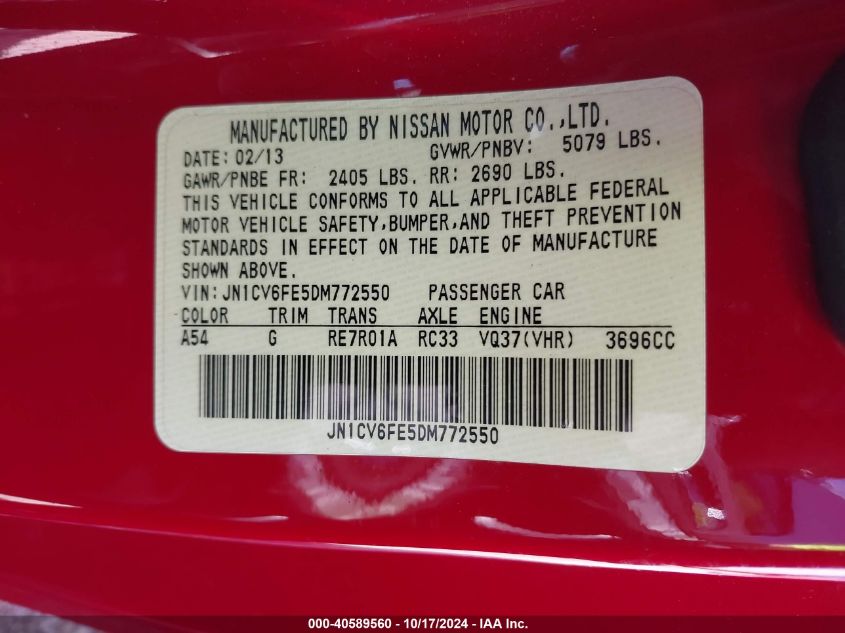 MANUFACTURED BY NISSAN MOTOR CO.,LTD.
DATE: 02/13 GVWR/PNBV: 5079 LBS.
GAWR/PNBE FR: 2405 LBS. RR: 2690 LBS.
THIS VEHICLE CONFORMS TO ALL APPLICABLE FEDERAL
MOTOR VEHICLE SAFETY,BUMPER,AND THEFT PREVENTION
STANDARDS IN EFFECT ON THE DATE OF MANUFACTURE
SHOWN ABOVE.
VIN:JN1CV6FE5DM772550 PASSENGER CAR
COLOR TRIM TRANS AXLE ENGINE
A54 G RE7R01A RC33 VQ37(VHR) 3696CC
JN1CV6FE5DM772550
000-40589560 - 10/17/2024 - IAA Inc.